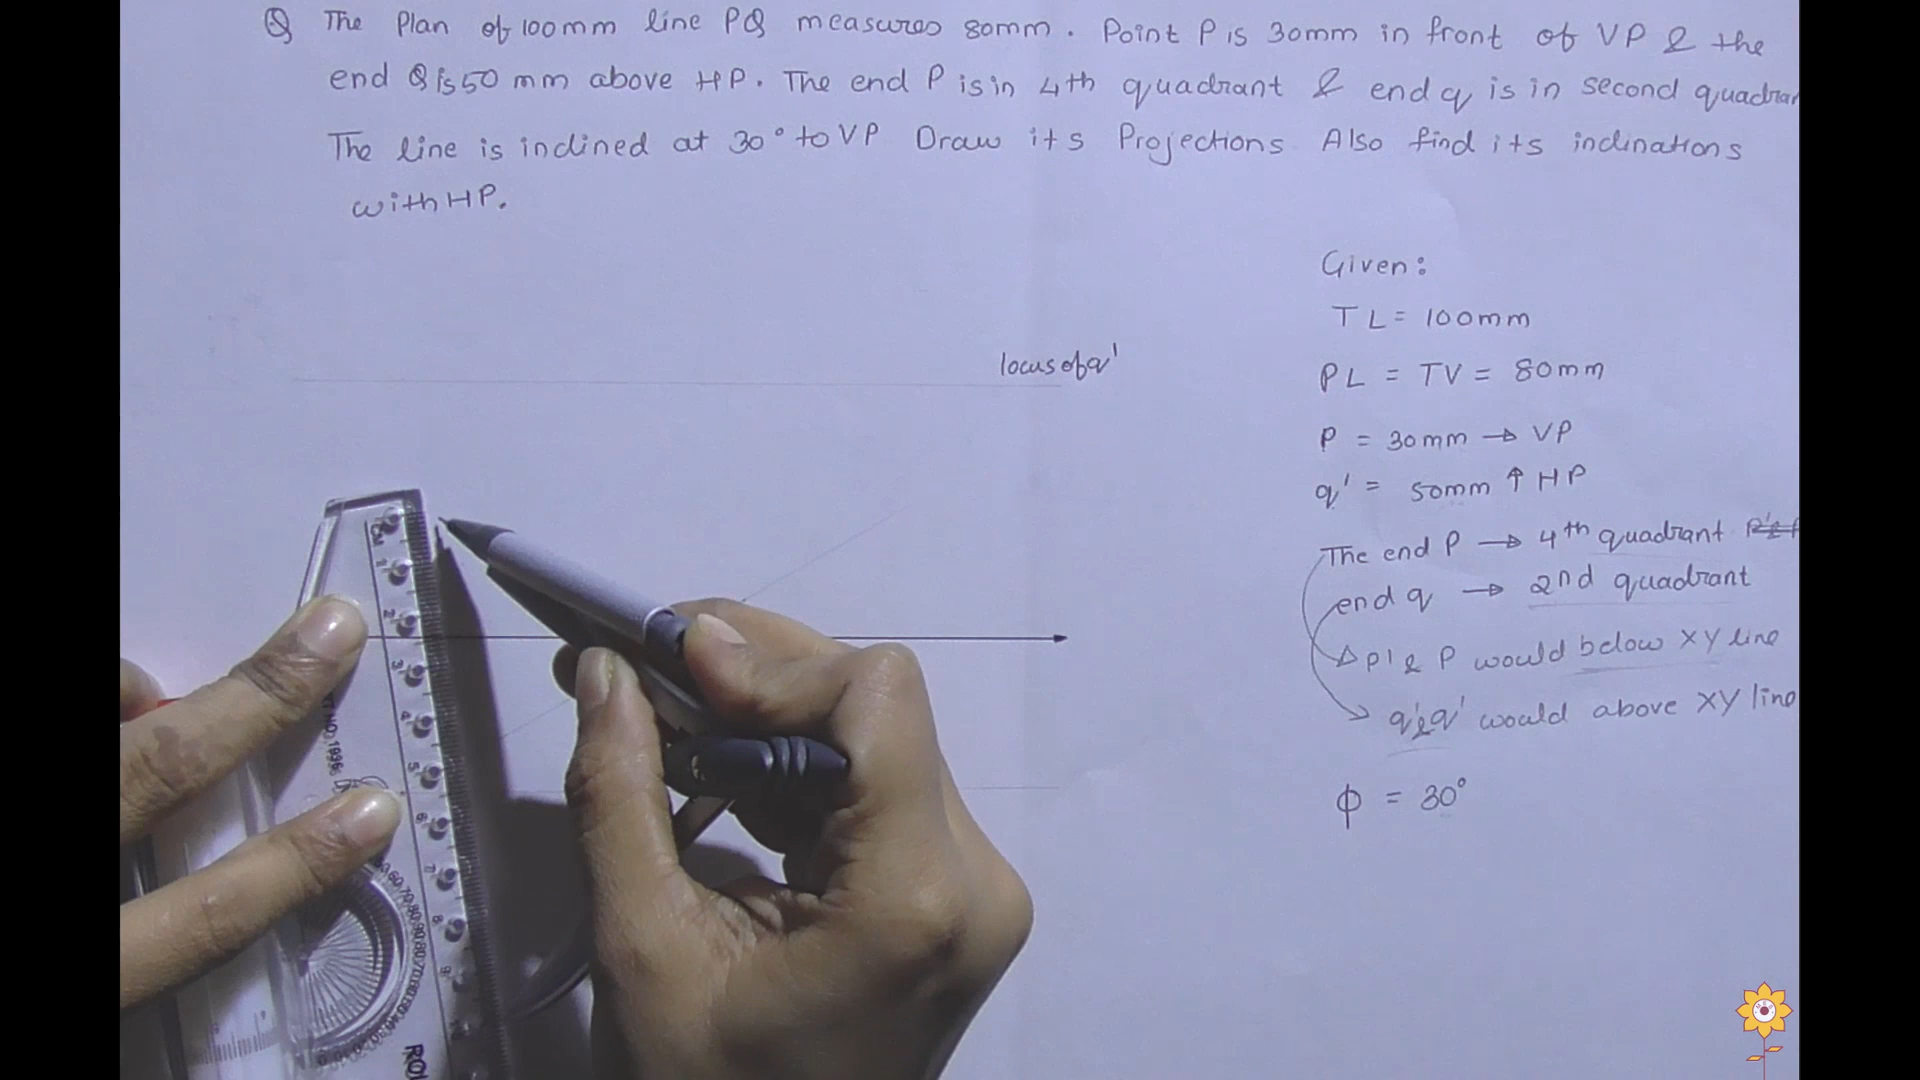 Q The Plan of 100mm line PQ measures 80mm. Point P is 30mm in front of VP & the
end Q is 50 mm above HP. The end P is in 4th quadrant & end q is in second quadran
The line is inclined at 30° to VP Draw its Projections Also find its inclinations
with HP.
Given:
TL = 100mm
locus of q'
PL = TV = 80mm
P = 30mm → VP
q' = 50mm ↑ HP
The end P → 4th quadrant
end q → 2nd quadrant
p' & P would below XY line
q & q' would above XY line
φ = 30°